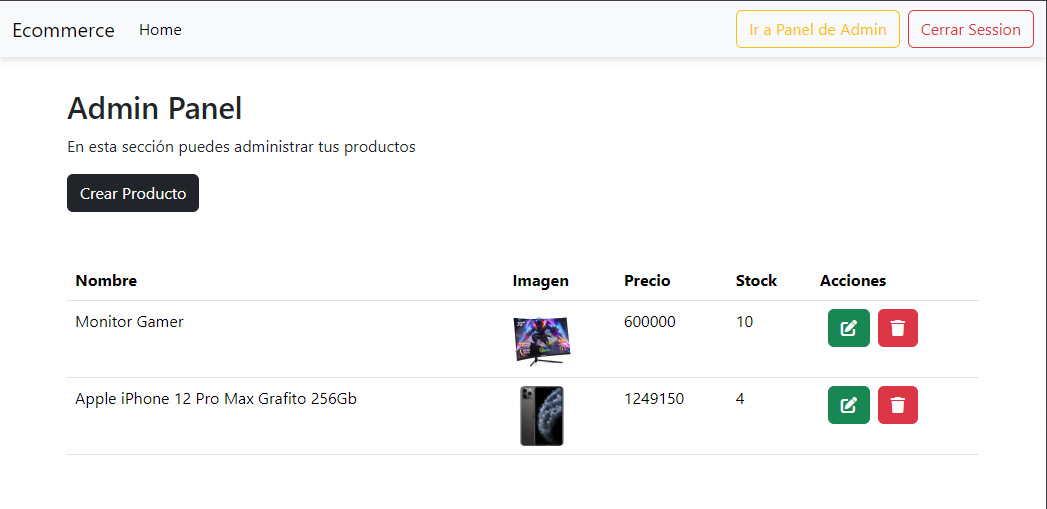 Ecommerce Home Ir a Panel de Admin Cerrar Session
Admin Panel
En esta sección puedes administrar tus productos
Crear Producto
Nombre Imagen Precio Stock Acciones
Monitor Gamer 600000 10
Apple iPhone 12 Pro Max Grafito 256Gb 1249150 4